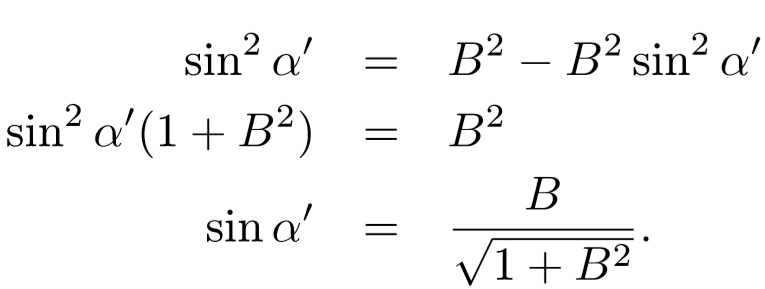 sin² α′ = B² − B² sin² α′
sin² α′(1 + B²) = B²
sin α′ = B / √(1 + B²).